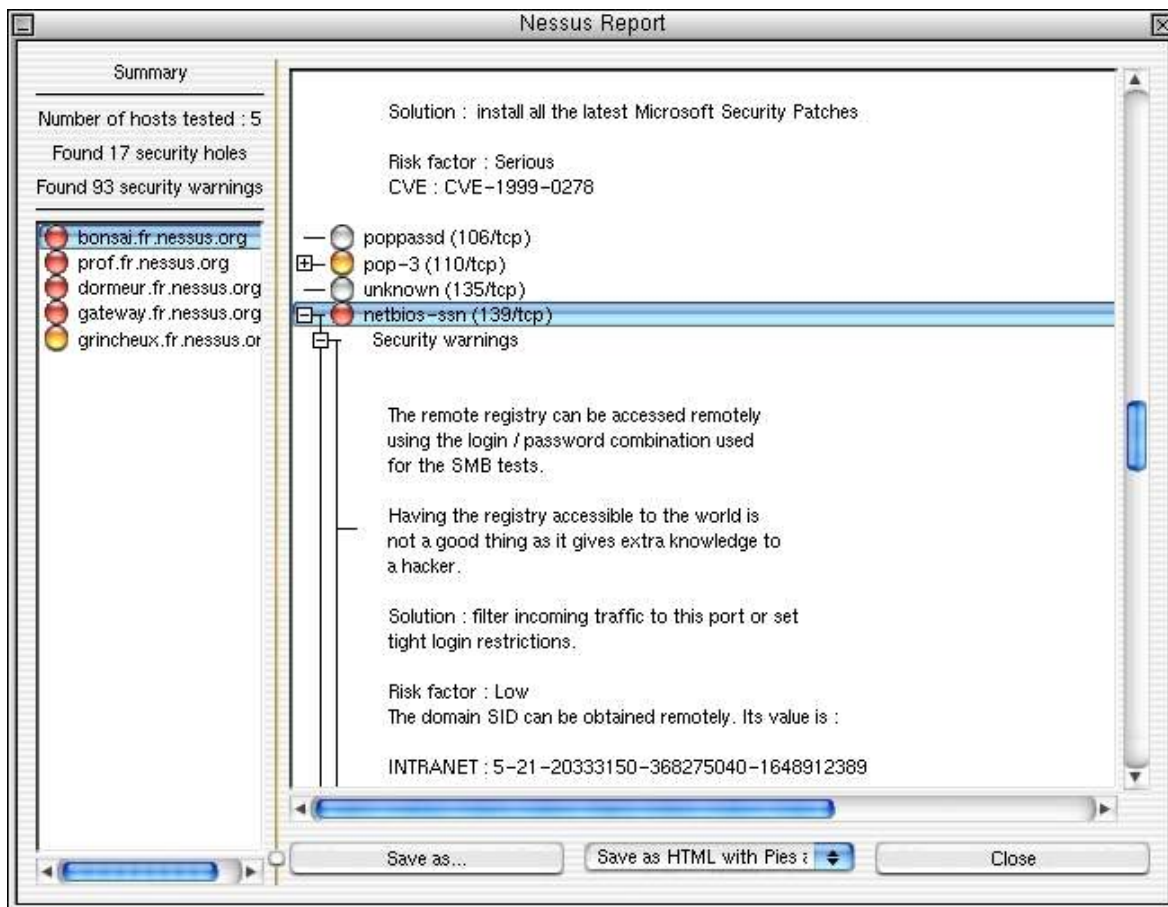 Nessus Report
Summary
Number of hosts tested : 5
Found 17 security holes
Found 93 security warnings
bonsai.fr.nessus.org
prof.fr.nessus.org
dormeur.fr.nessus.org
gateway.fr.nessus.org
grincheux.fr.nessus.or
Solution : install all the latest Microsoft Security Patches
Risk factor : Serious
CVE : CVE-1999-0278
poppassd (106/tcp)
pop-3 (110/tcp)
unknown (135/tcp)
netbios-ssn (139/tcp)
Security warnings
The remote registry can be accessed remotely
using the login / password combination used
for the SMB tests.
Having the registry accessible to the world is
not a good thing as it gives extra knowledge to
a hacker.
Solution : filter incoming traffic to this port or set
tight login restrictions.
Risk factor : Low
The domain SID can be obtained remotely. Its value is :
INTRANET : 5-21-20333150-368275040-1648912389
Save as...
Save as HTML with Pies
Close